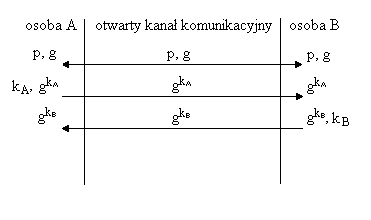 osoba A otwarty kanał komunikacyjny osoba B
p, g p, g p, g
k_A, g^k_A g^k_A g^k_A
g^k_B g^k_B g^k_B, k_B